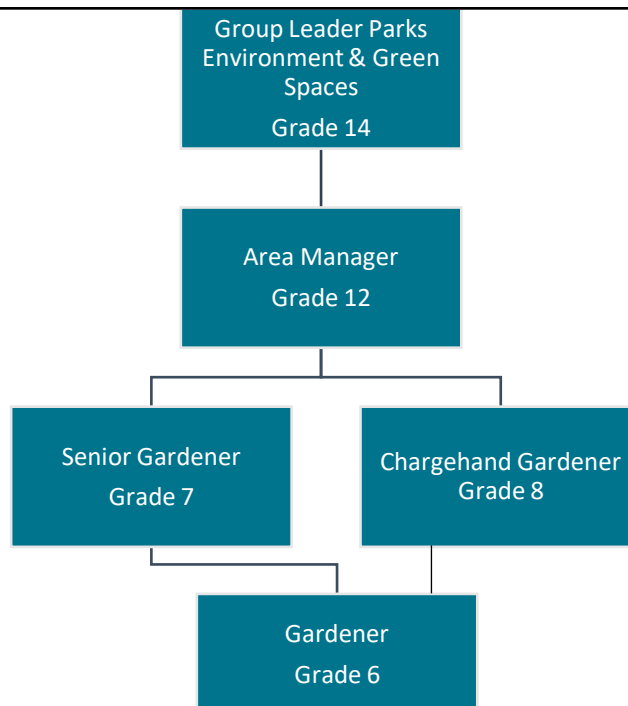 Group Leader Parks
Environment & Green
Spaces
Grade 14
Area Manager
Grade 12
Senior Gardener
Grade 7
Chargehand Gardener
Grade 8
Gardener
Grade 6